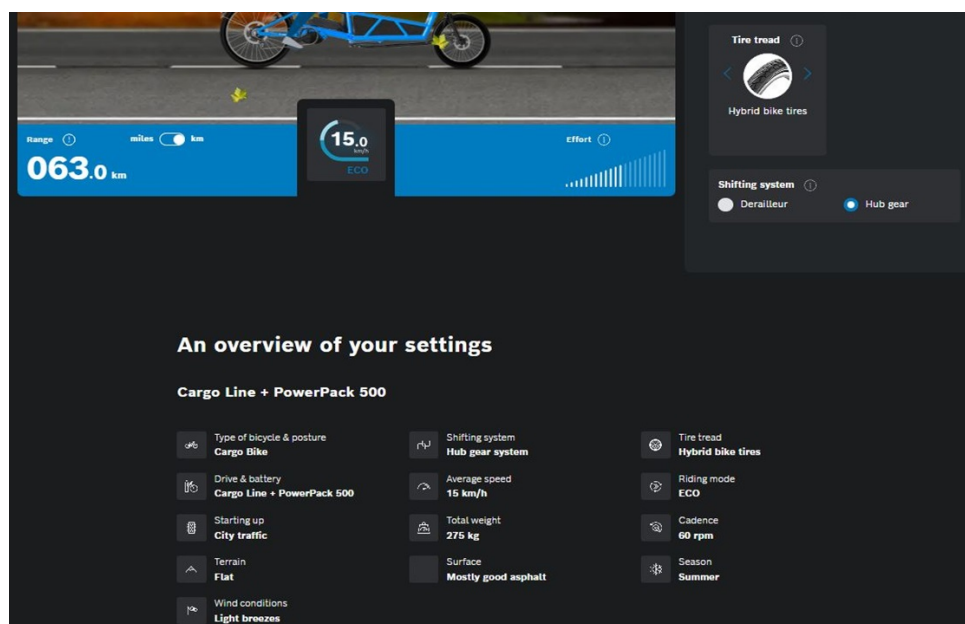 Tire tread
Hybrid bike tires
Range
miles km
15.0
km/h
ECO
Effort
063.0 km
Shifting system
Derailleur
Hub gear
An overview of your settings
Cargo Line + PowerPack 500
Type of bicycle & posture
Cargo Bike
Shifting system
Hub gear system
Tire tread
Hybrid bike tires
Drive & battery
Cargo Line + PowerPack 500
Average speed
15 km/h
Riding mode
ECO
Starting up
City traffic
Total weight
275 kg
Cadence
60 rpm
Terrain
Flat
Surface
Mostly good asphalt
Season
Summer
Wind conditions
Light breezes